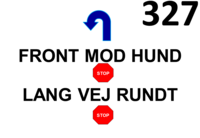 327
FRONT MOD HUND
STOP
LANG VEJ RUNDT
STOP